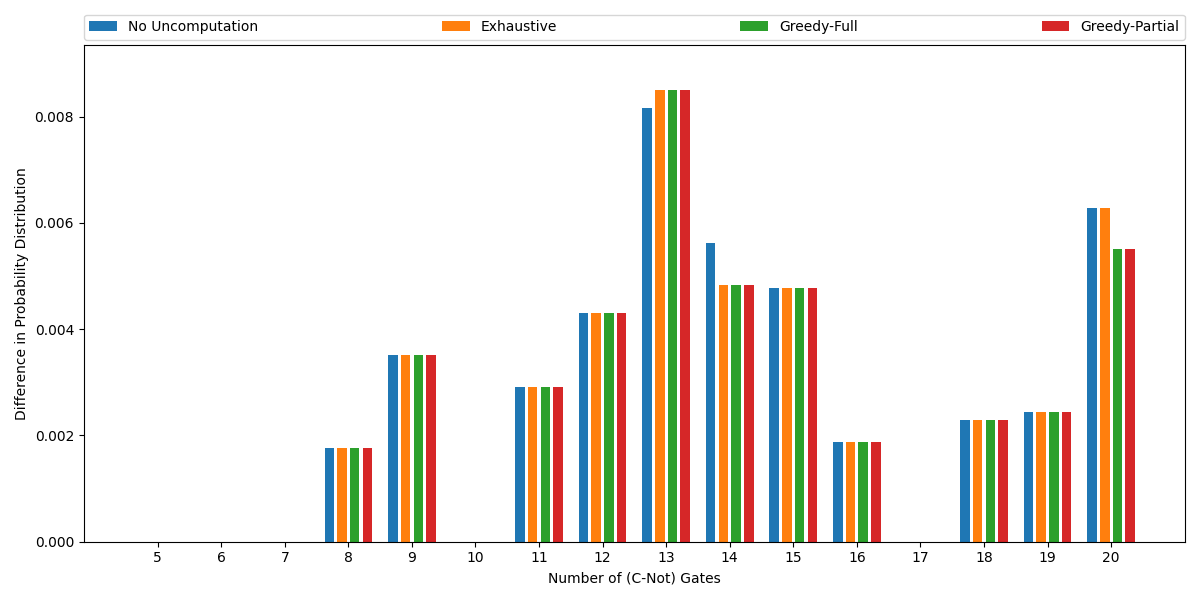 No Uncomputation Exhaustive Greedy-Full Greedy-Partial
Difference in Probability Distribution
0.008
0.006
0.004
0.002
0.000
5 6 7 8 9 10 11 12 13 14 15 16 17 18 19 20
Number of (C-Not) Gates